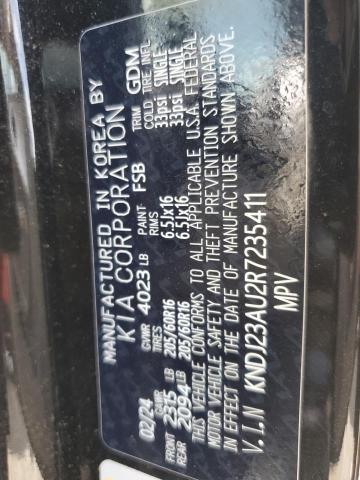 MANUFACTURED IN KOREA BY
KIA CORPORATION
02/24 GVWR 4023 LB PAINT FSB TRIM GDM
GAWR TIRES RIMS COLD TIRE INFL
FRONT 2315 LB 205/60R16 6.5Jx16 33psi SINGLE
REAR 2094 LB 205/60R16 6.5Jx16 33psi SINGLE
THIS VEHICLE CONFORMS TO ALL APPLICABLE U.S.A. FEDERAL
MOTOR VEHICLE SAFETY AND THEFT PREVENTION STANDARDS
IN EFFECT ON THE DATE OF MANUFACTURE SHOWN ABOVE.
V.I.N KNDJ23AU2R7235411
MPV